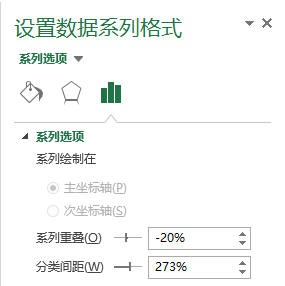 设置数据系列格式
系列选项
系列选项
系列绘制在
主坐标轴(P)
次坐标轴(S)
系列重叠(O) -20%
分类间距(W) 273%